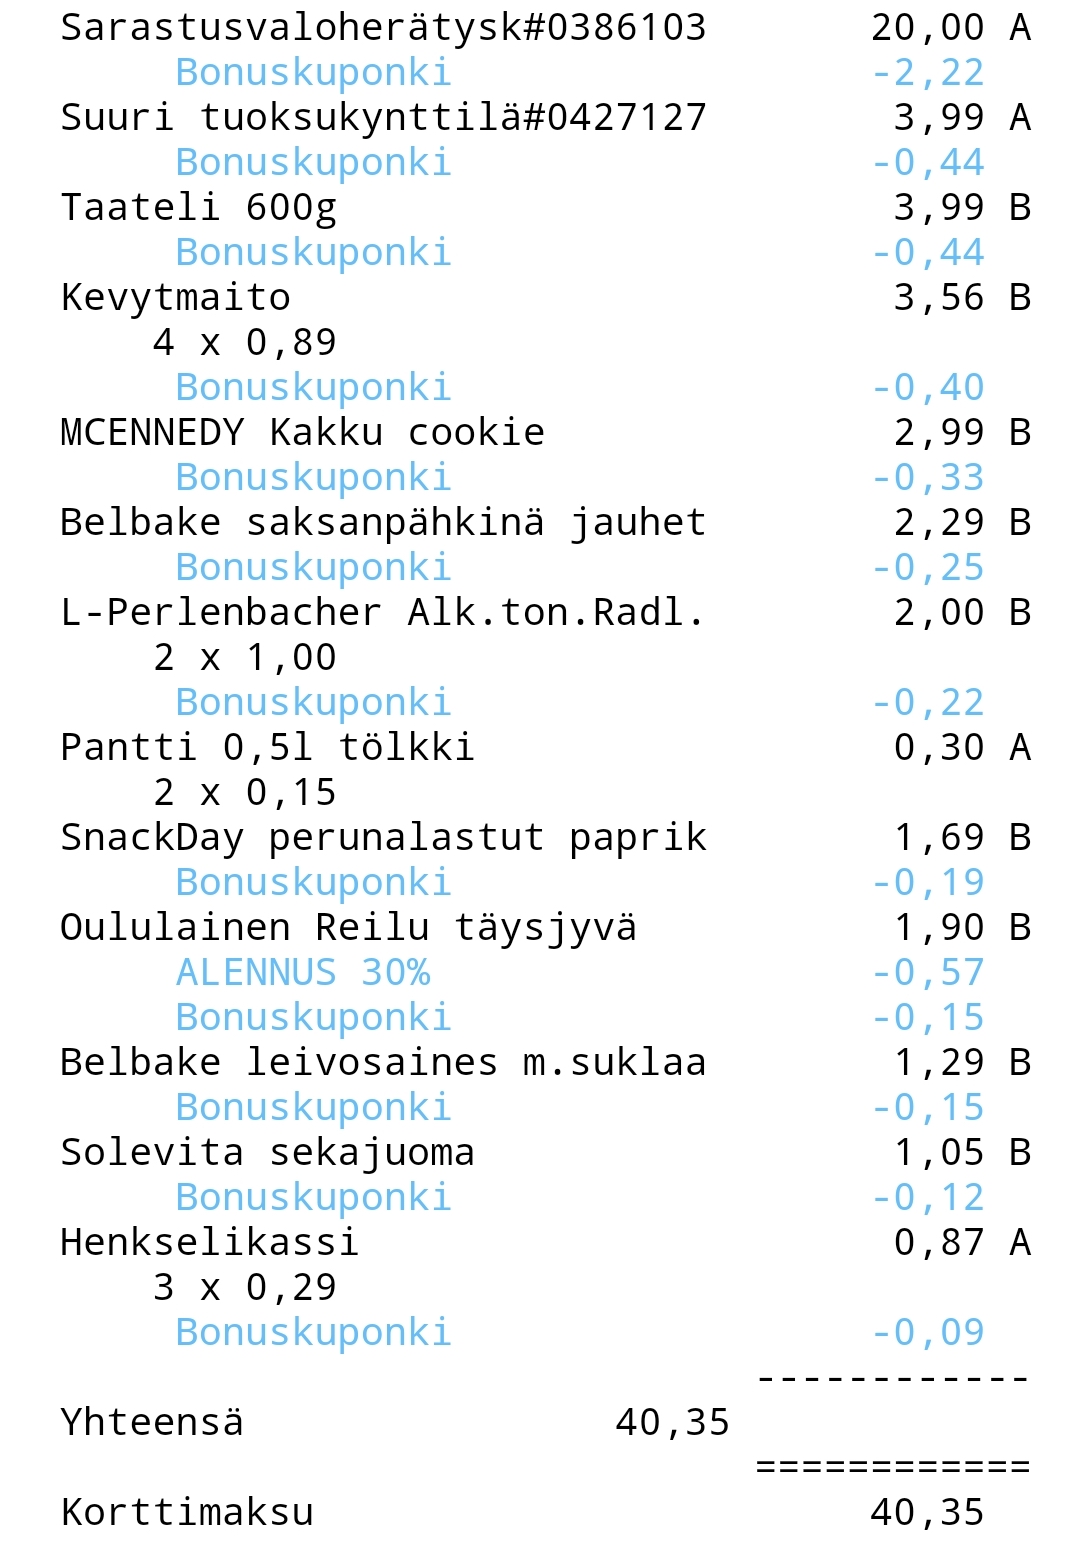 Sarastusvaloherätysk#0386103 20,00 A
Bonuskuponki -2,22
Suuri tuoksukynttilä#0427127 3,99 A
Bonuskuponki -0,44
Taateli 600g 3,99 B
Bonuskuponki -0,44
Kevytmaito 3,56 B
4 x 0,89
Bonuskuponki -0,40
MCENNEDY Kakku cookie 2,99 B
Bonuskuponki -0,33
Belbake saksanpähkinä jauhet 2,29 B
Bonuskuponki -0,25
L-Perlenbacher Alk.ton.Radl. 2,00 B
2 x 1,00
Bonuskuponki -0,22
Pantti 0,5l tölkki 0,30 A
2 x 0,15
SnackDay perunalastut paprik 1,69 B
Bonuskuponki -0,19
Oululainen Reilu täysjyvä 1,90 B
ALENNUS 30% -0,57
Bonuskuponki -0,15
Belbake leivosaines m.suklaa 1,29 B
Bonuskuponki -0,15
Solevita sekajuoma 1,05 B
Bonuskuponki -0,12
Henkselikassi 0,87 A
3 x 0,29
Bonuskuponki -0,09
------------
Yhteensä 40,35
============
Korttimaksu 40,35